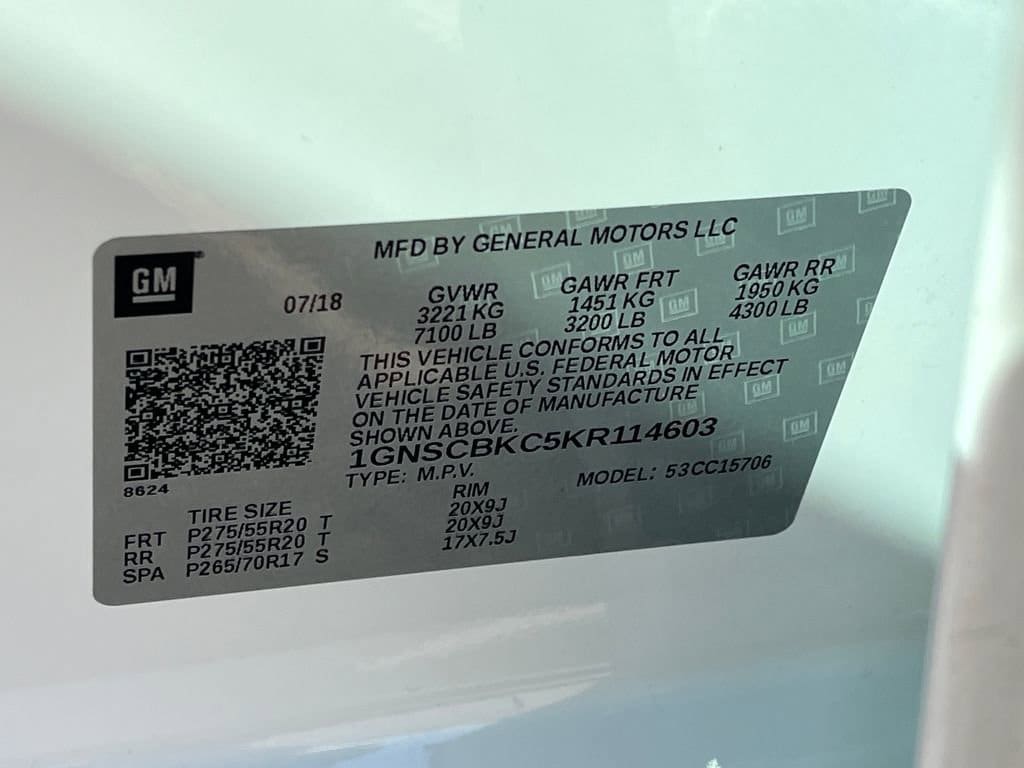 MFD BY GENERAL MOTORS LLC
GM
07/18
GVWR
3221 KG
7100 LB
GAWR FRT
1451 KG
3200 LB
GAWR RR
1950 KG
4300 LB
THIS VEHICLE CONFORMS TO ALL
APPLICABLE U.S. FEDERAL MOTOR
VEHICLE SAFETY STANDARDS IN EFFECT
ON THE DATE OF MANUFACTURE
SHOWN ABOVE.
1GNSCBKC5KR114603
TYPE: M.P.V.
MODEL: 53CC15706
8624
TIRE SIZE RIM
FRT P275/55R20 T 20X9J
RR P275/55R20 T 20X9J
SPA P265/70R17 S 17X7.5J